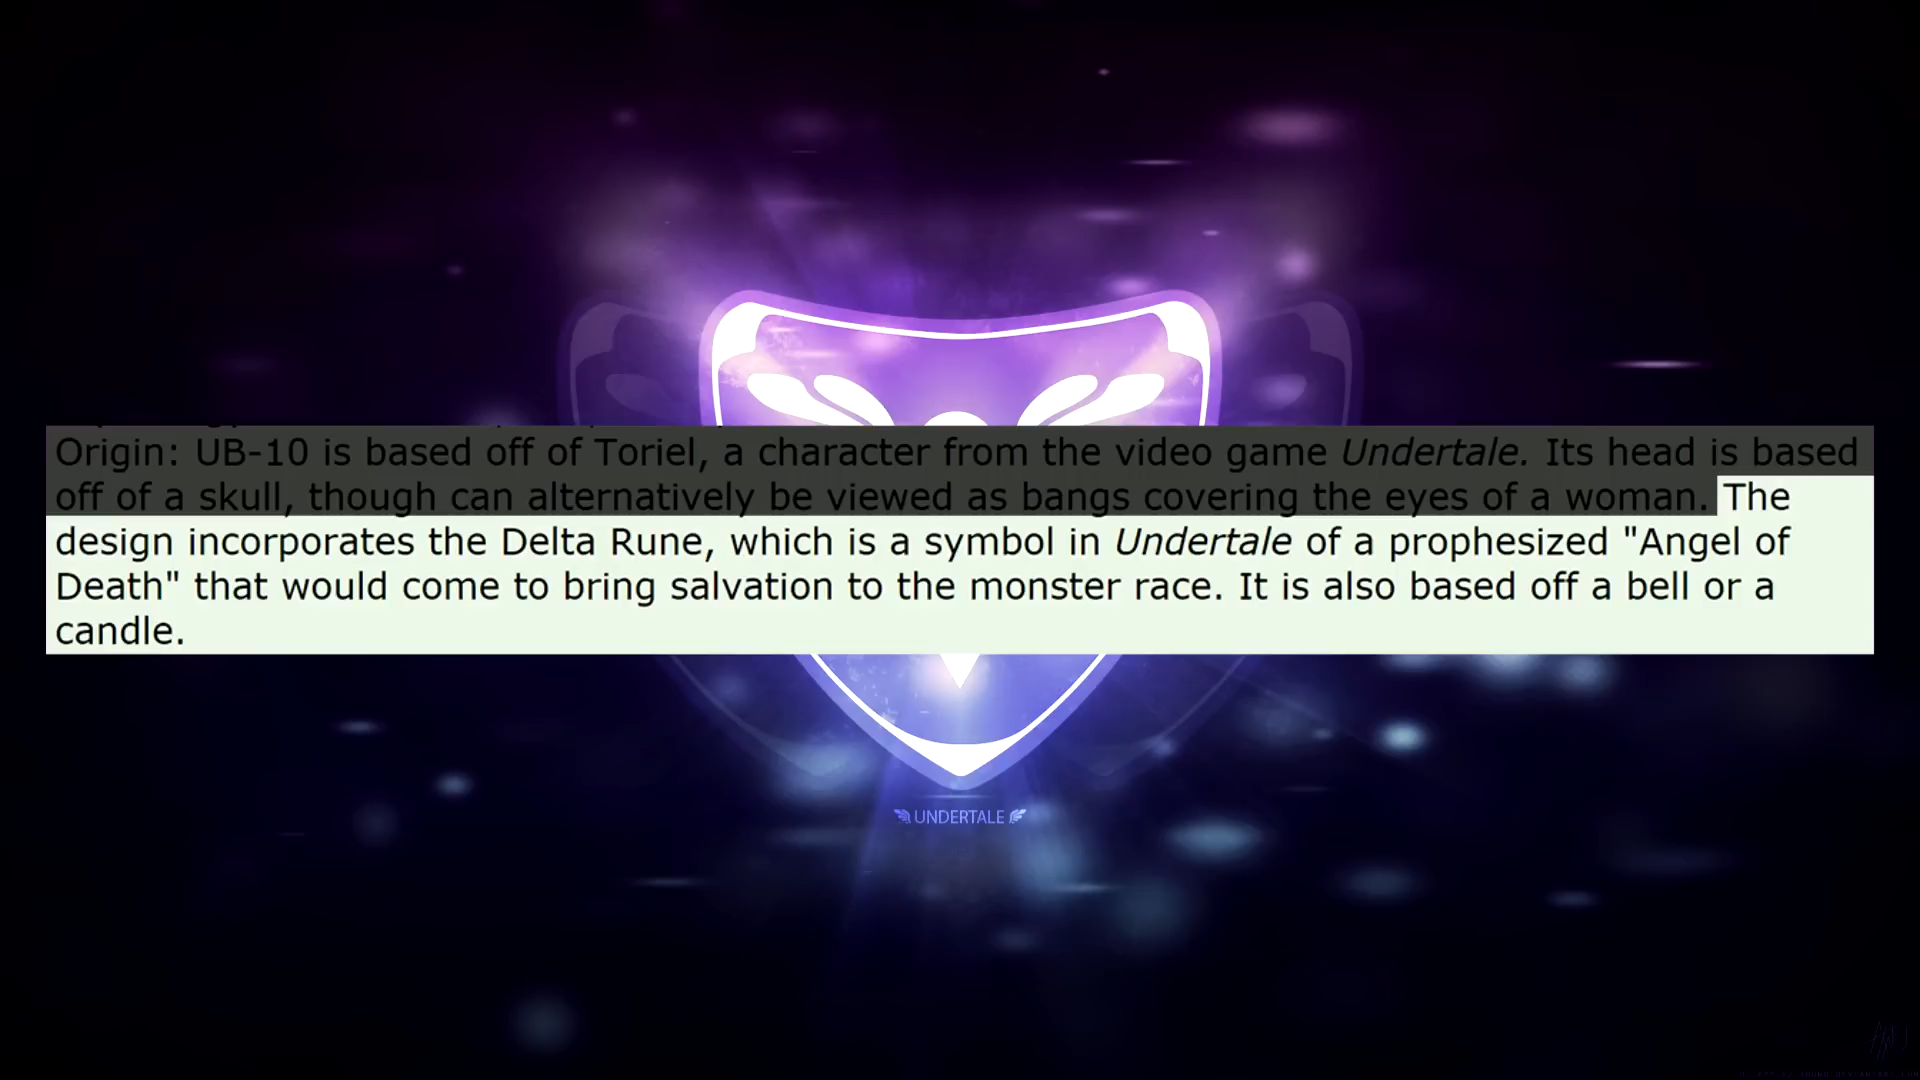 Origin: UB-10 is based off of Toriel, a character from the video game Undertale. Its head is based
off of a skull, though can alternatively be viewed as bangs covering the eyes of a woman. The
design incorporates the Delta Rune, which is a symbol in Undertale of a prophesized "Angel of
Death" that would come to bring salvation to the monster race. It is also based off a bell or a
candle.
UNDERTALE